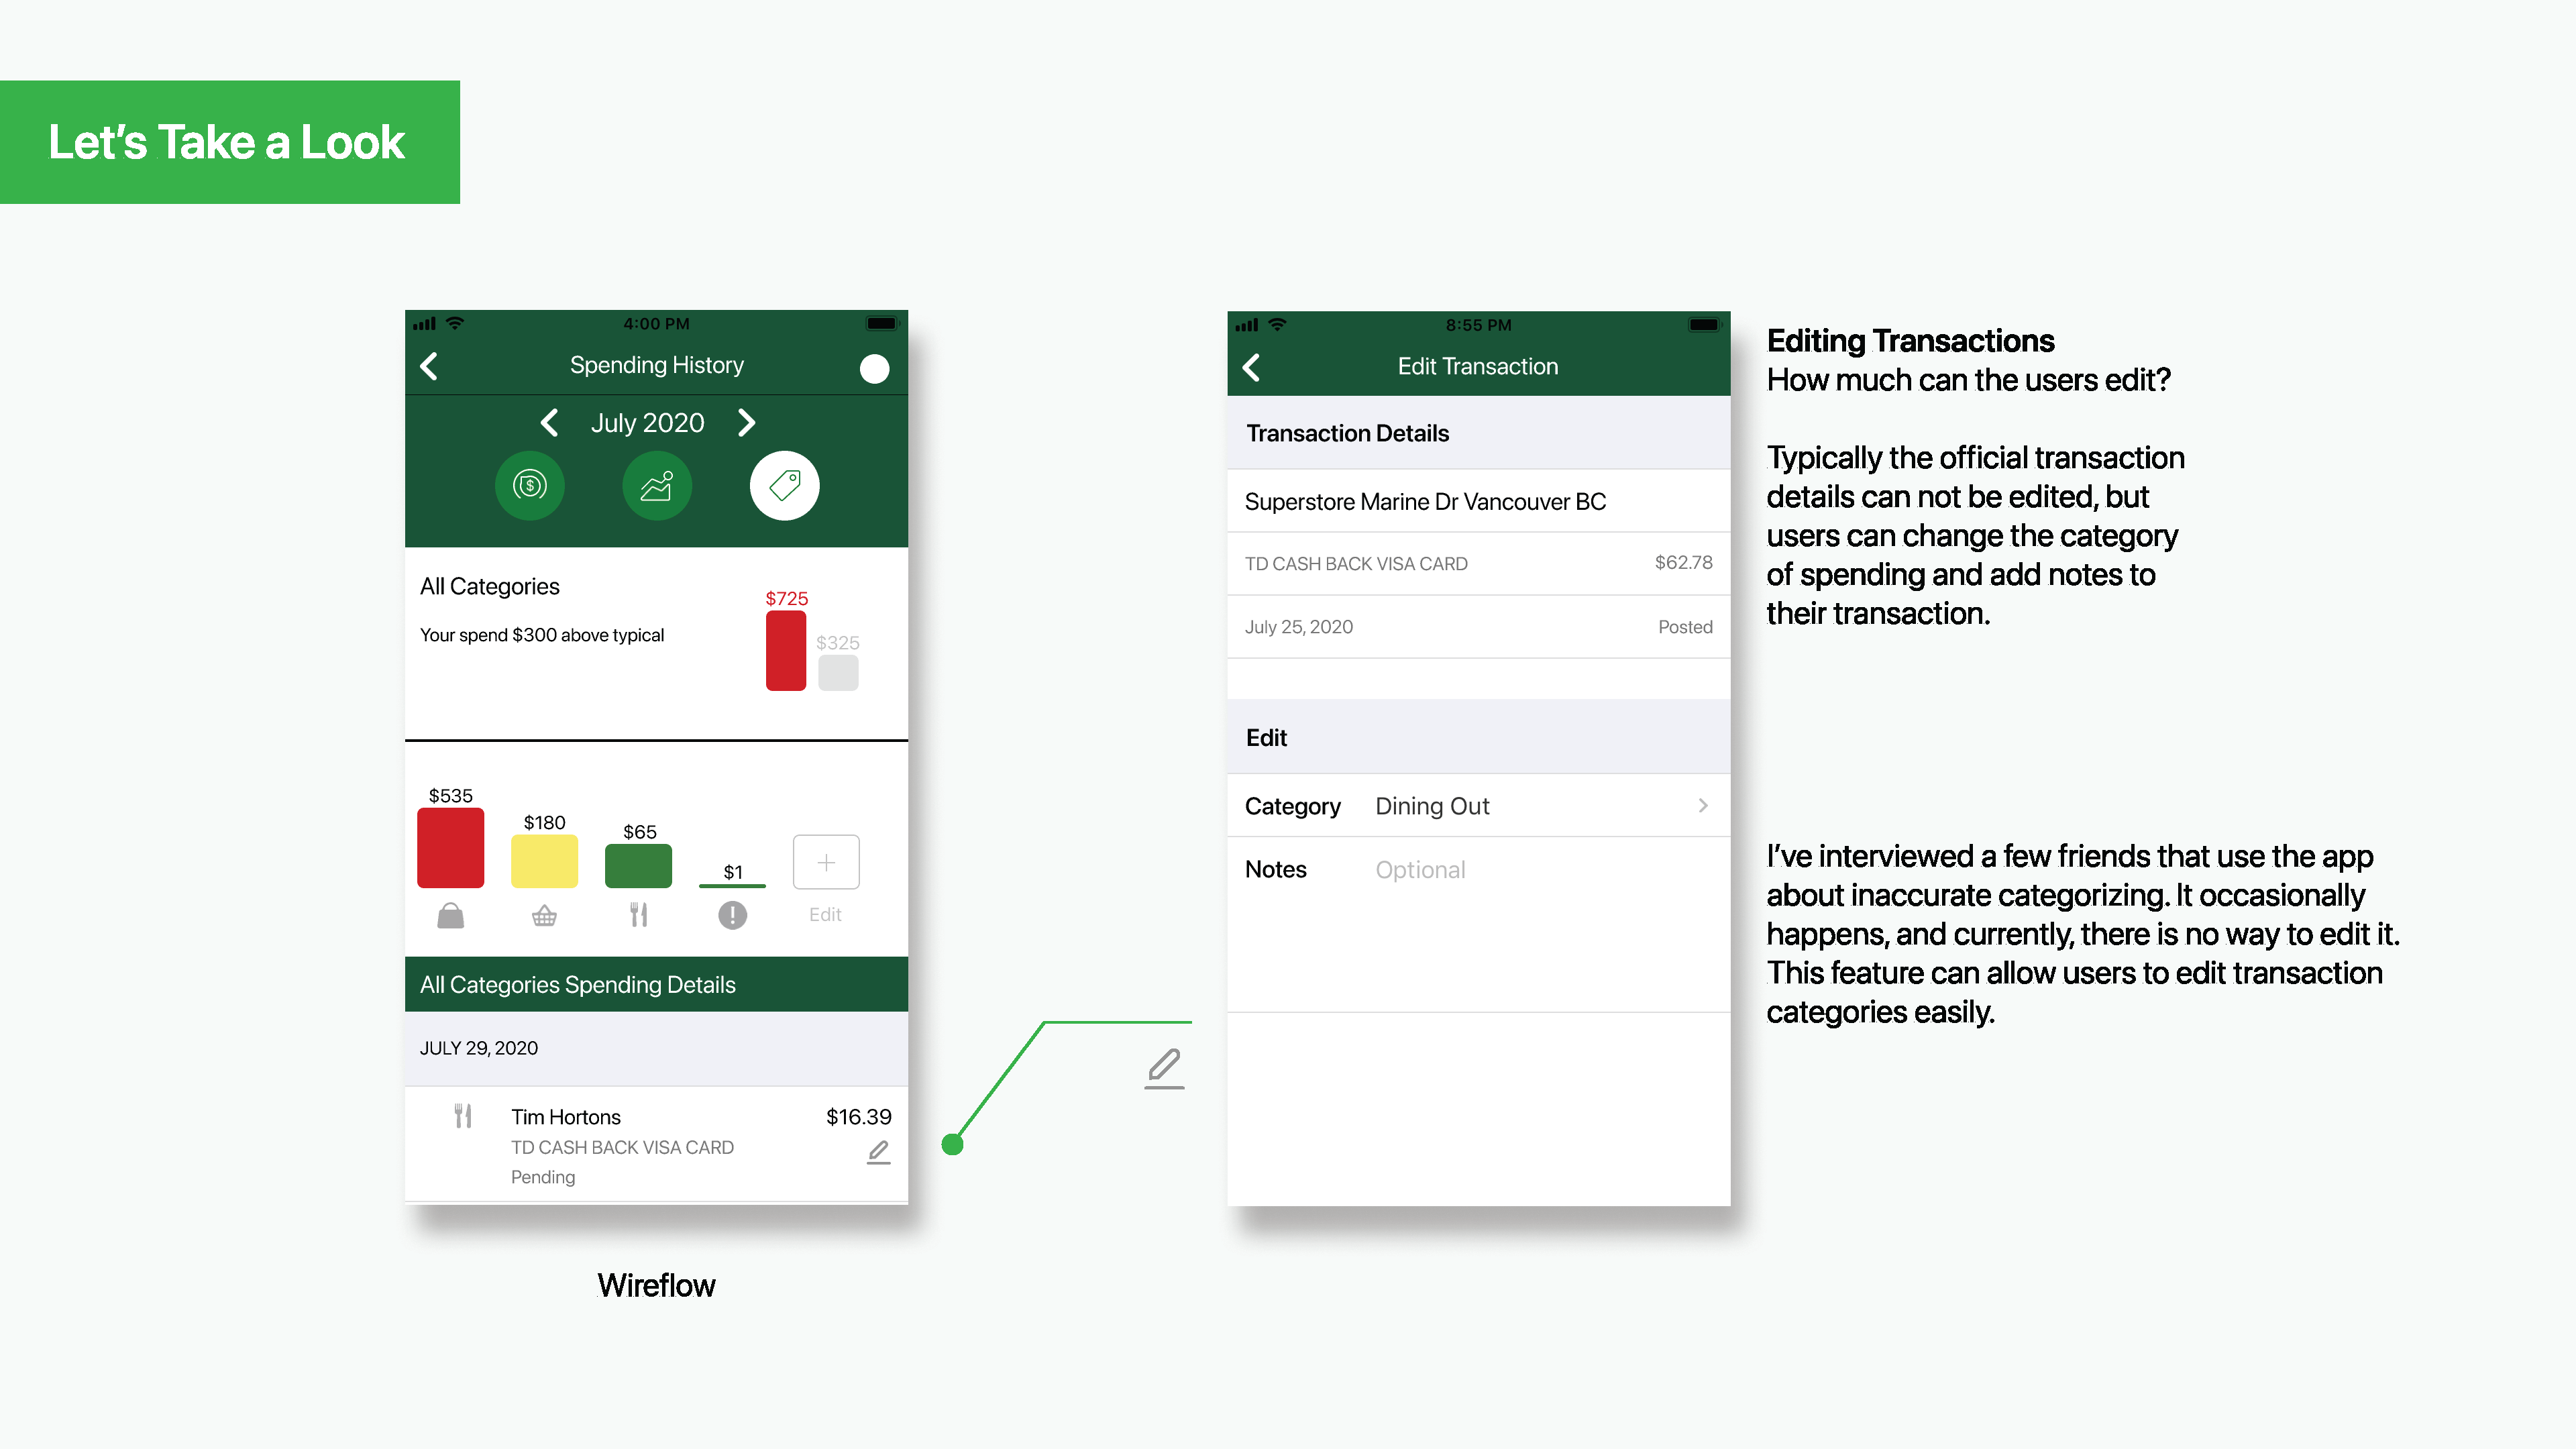 Let's Take a Look
4:00 PM
Spending History
July 2020
All Categories
Your spend $300 above typical
$725
$325
$535
$180
$65
$1
Edit
All Categories Spending Details
JULY 29, 2020
Tim Hortons
$16.39
TD CASH BACK VISA CARD
Pending
Wireflow
8:55 PM
Edit Transaction
Transaction Details
Superstore Marine Dr Vancouver BC
TD CASH BACK VISA CARD
$62.78
July 25, 2020
Posted
Edit
Category Dining Out
Notes Optional
Editing Transactions
How much can the users edit?
Typically the official transaction
details can not be edited, but
users can change the category
of spending and add notes to
their transaction.
I've interviewed a few friends that use the app
about inaccurate categorizing. It occasionally
happens, and currently, there is no way to edit it.
This feature can allow users to edit transaction
categories easily.